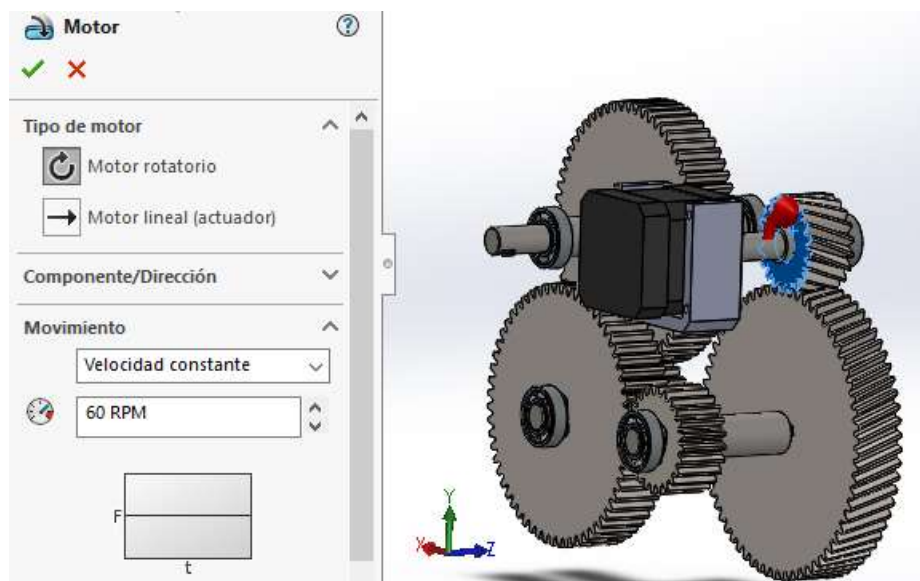 Motor
Tipo de motor
Motor rotatorio
Motor lineal (actuador)
Componente/Dirección
Movimiento
Velocidad constante
60 RPM
F
t
Y
X
Z